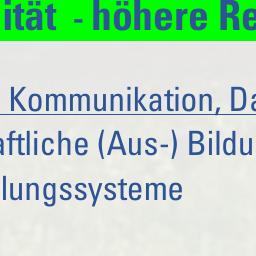 ität - höhere Re
Kommunikation, Da
aftliche (Aus-) Bildu
lungssysteme